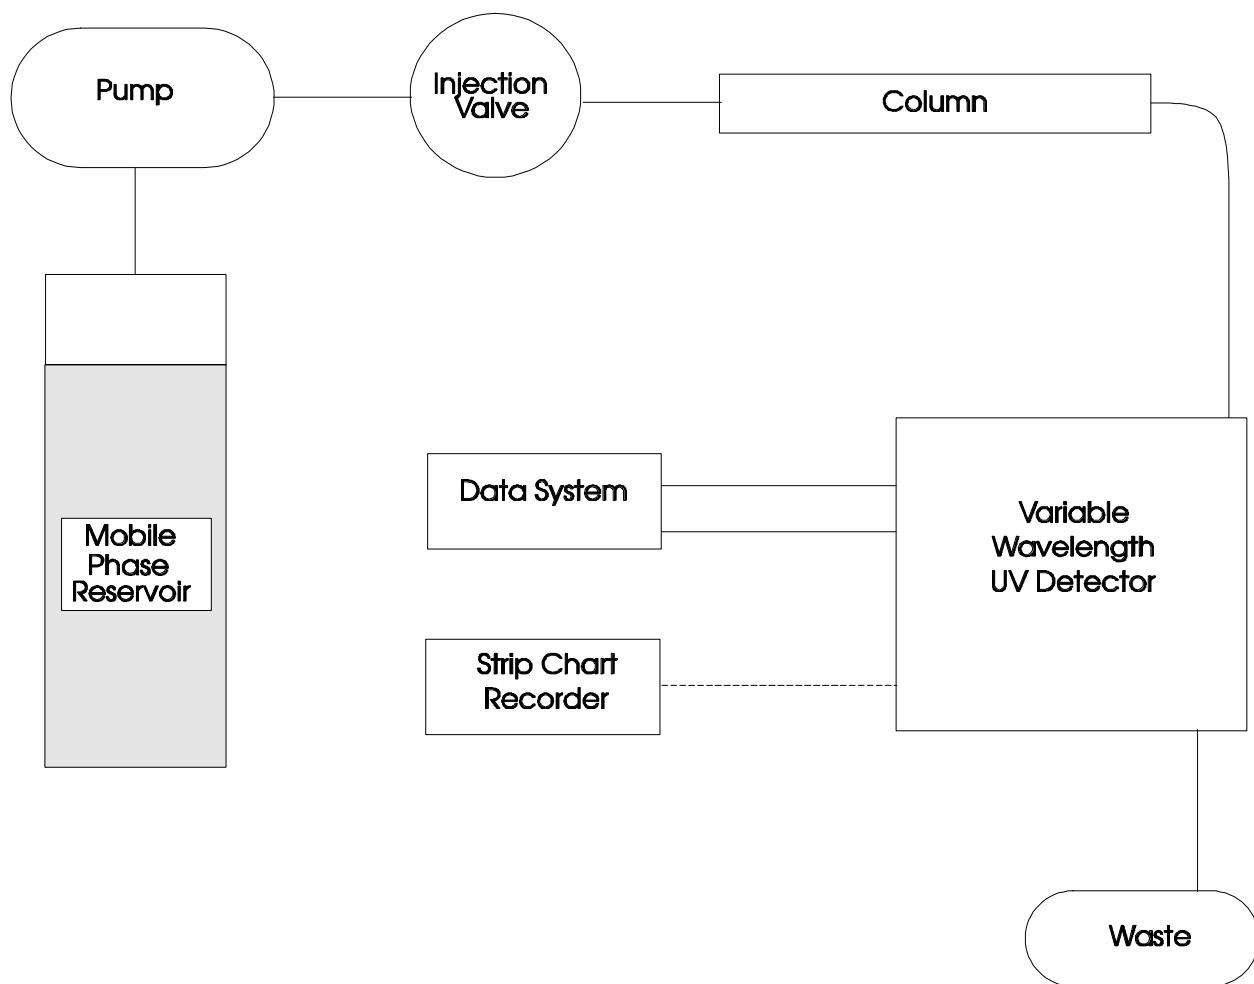 Pump
Injection
Valve
Column
Mobile
Phase
Reservoir
Data System
Variable
Wavelength
UV Detector
Strip Chart
Recorder
Waste